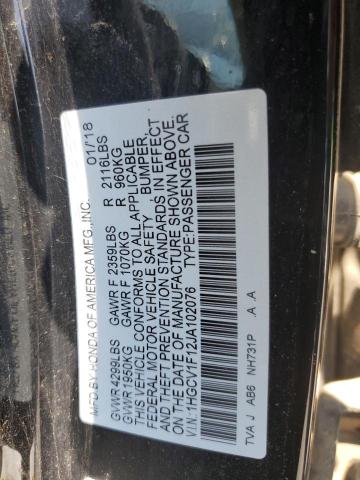 MFD BY HONDA OF AMERICA MFG., INC. 01/18
GVWR 4299LBS GAWR F 2359LBS R 2116LBS
GVWR 1950KG GAWR F 1070KG R 960KG
THIS VEHICLE CONFORMS TO ALL APPLICABLE
FEDERAL MOTOR VEHICLE SAFETY, BUMPER,
AND THEFT PREVENTION STANDARDS IN EFFECT
ON THE DATE OF MANUFACTURE SHOWN ABOVE.
VIN: 1HGCV1F12JA102076 TYPE: PASSENGER CAR
TVA J AB6 NH731P A A